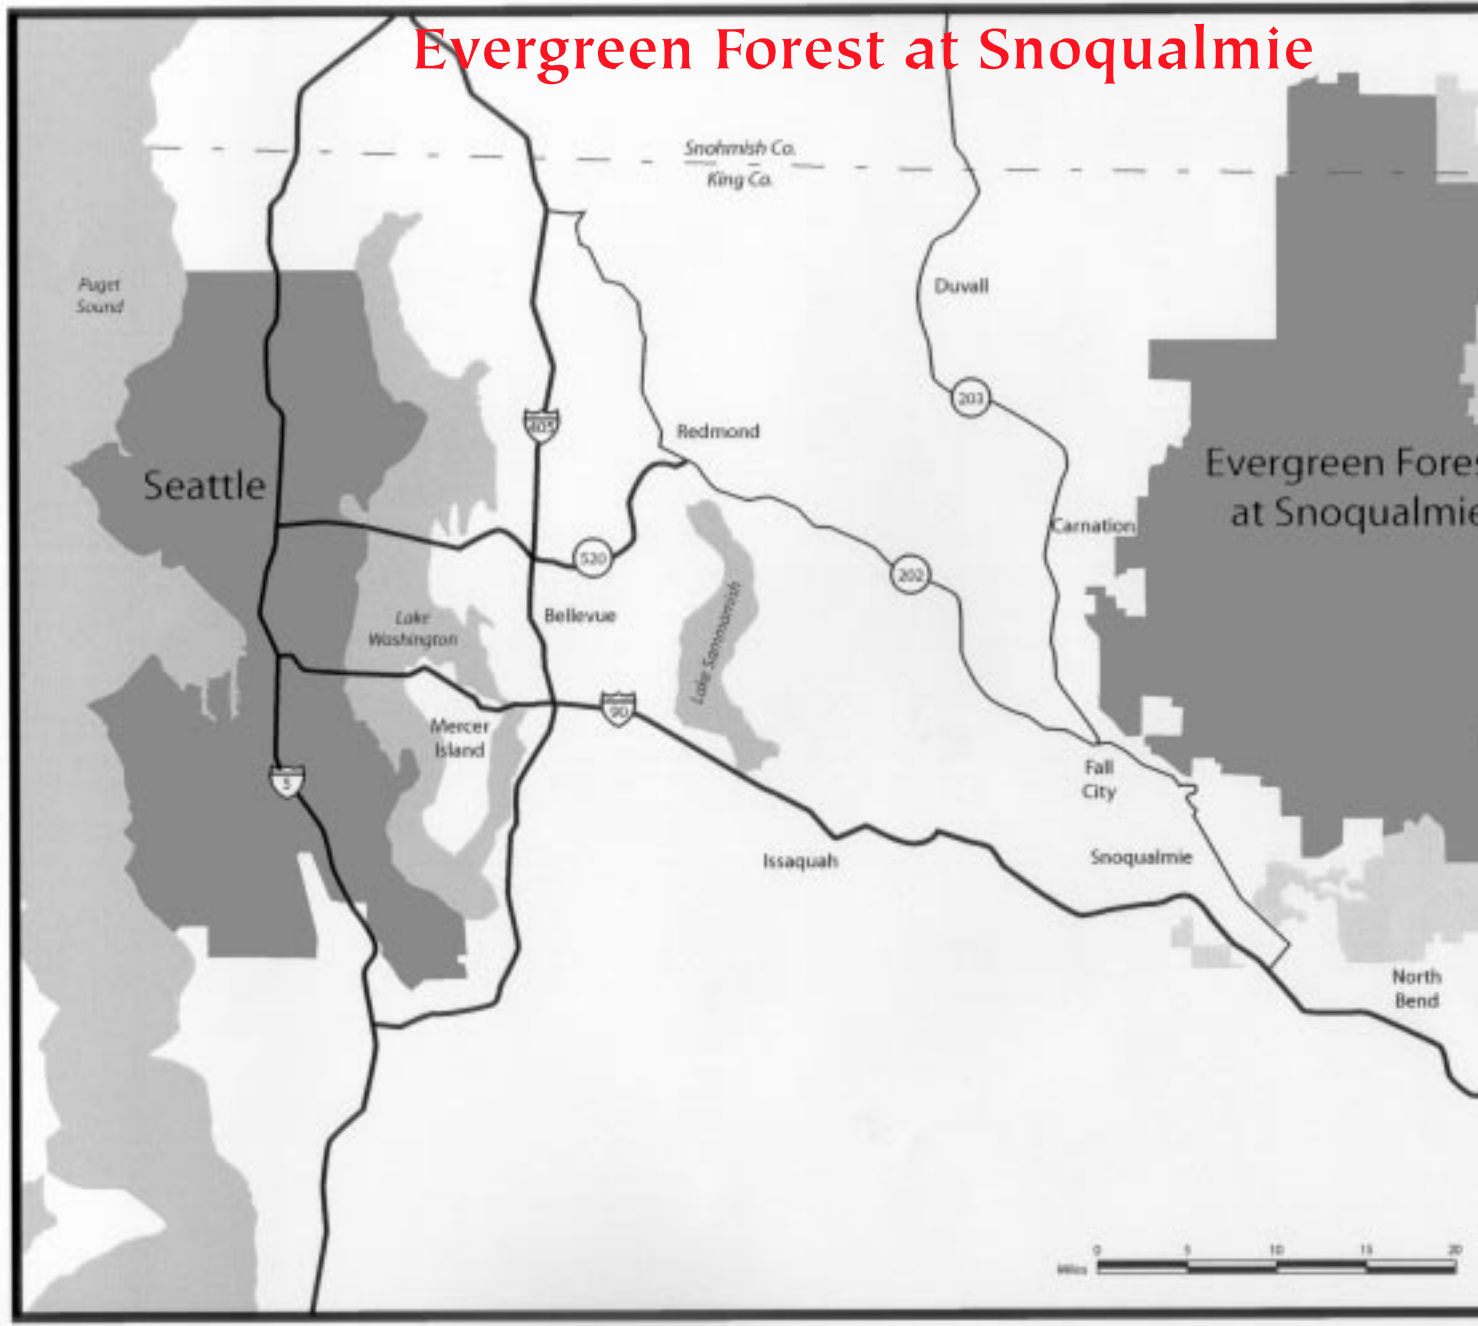 Evergreen Forest at Snoqualmie
Snohmish Co.
King Co.
Puget
Sound
Duvall
203
405
Redmond
Evergreen Fores
at Snoqualmie
Seattle
Carnation
520
202
Lake
Washington
Bellevue
Lake Sammamish
90
Mercer
Island
5
Fall
City
Issaquah
Snoqualmie
North
Bend
0 5 10 15 20
Miles